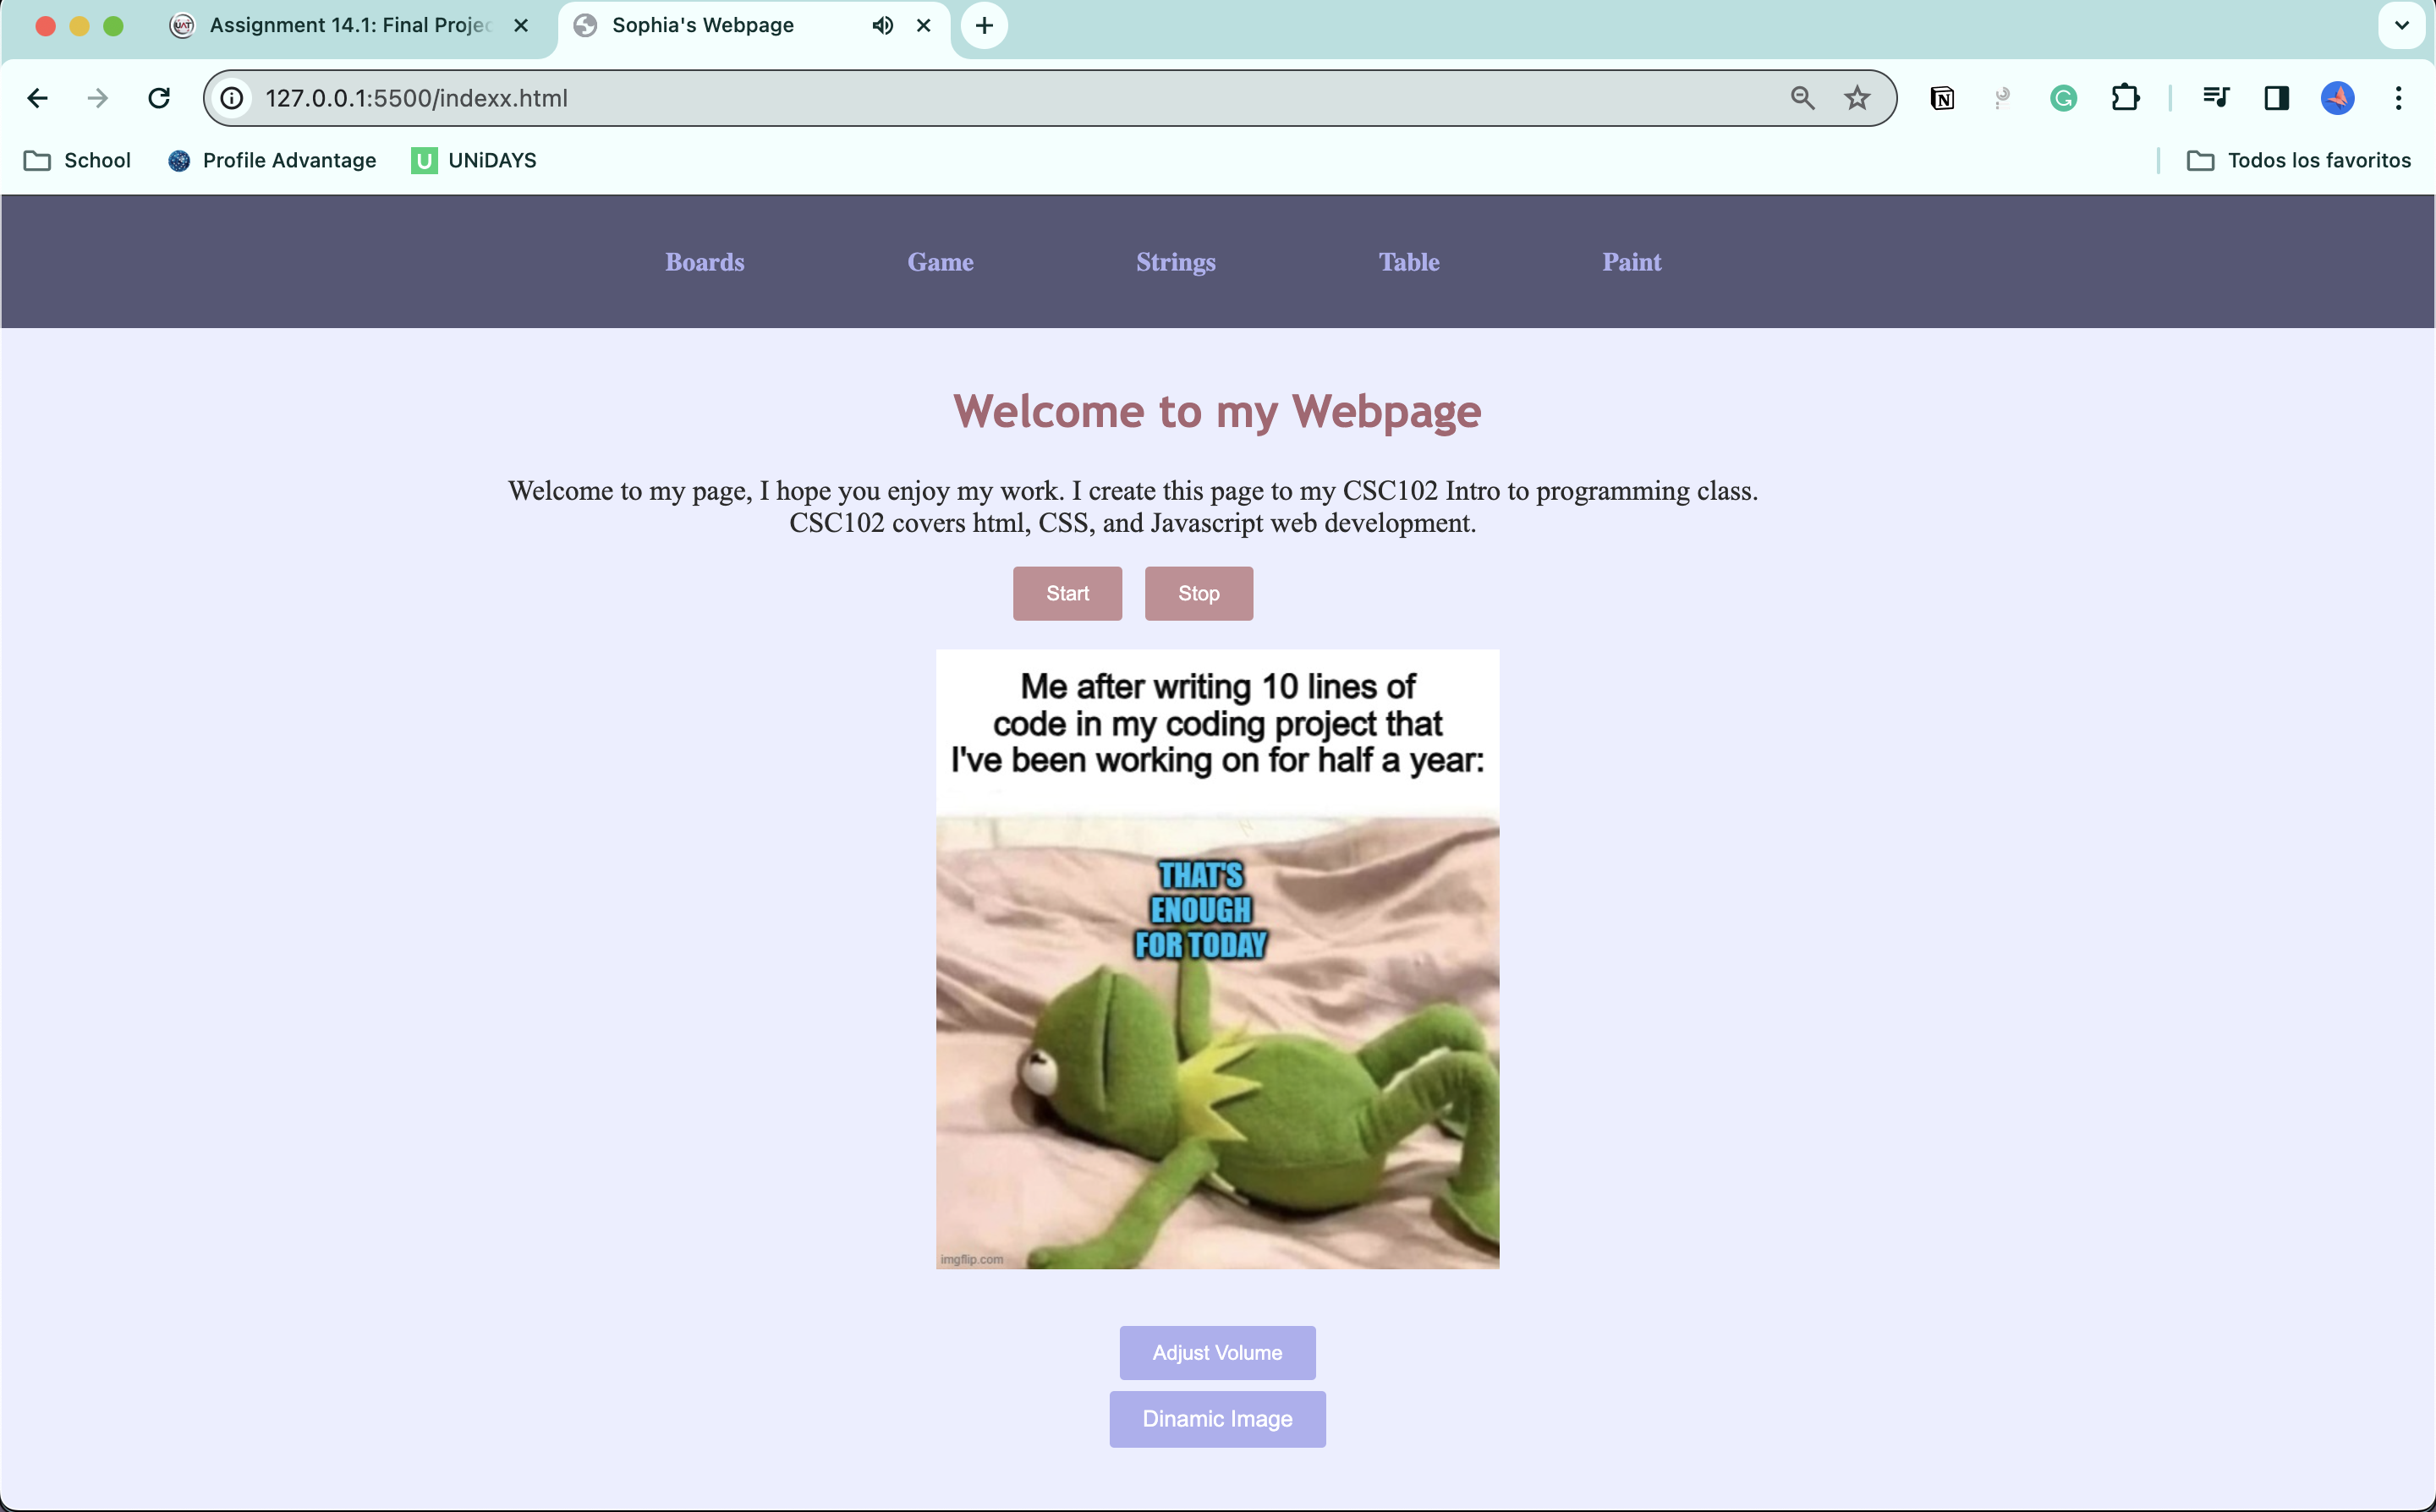 Assignment 14.1: Final Projec
Sophia's Webpage
127.0.0.1:5500/indexx.html
School
Profile Advantage
U UNiDAYS
Todos los favoritos
Boards
Game
Strings
Table
Paint
Welcome to my Webpage
Welcome to my page, I hope you enjoy my work. I create this page to my CSC102 Intro to programming class.
CSC102 covers html, CSS, and Javascript web development.
Start
Stop
Me after writing 10 lines of
code in my coding project that
I've been working on for half a year:
THAT'S
ENOUGH
FOR TODAY
imgflip.com
Adjust Volume
Dinamic Image